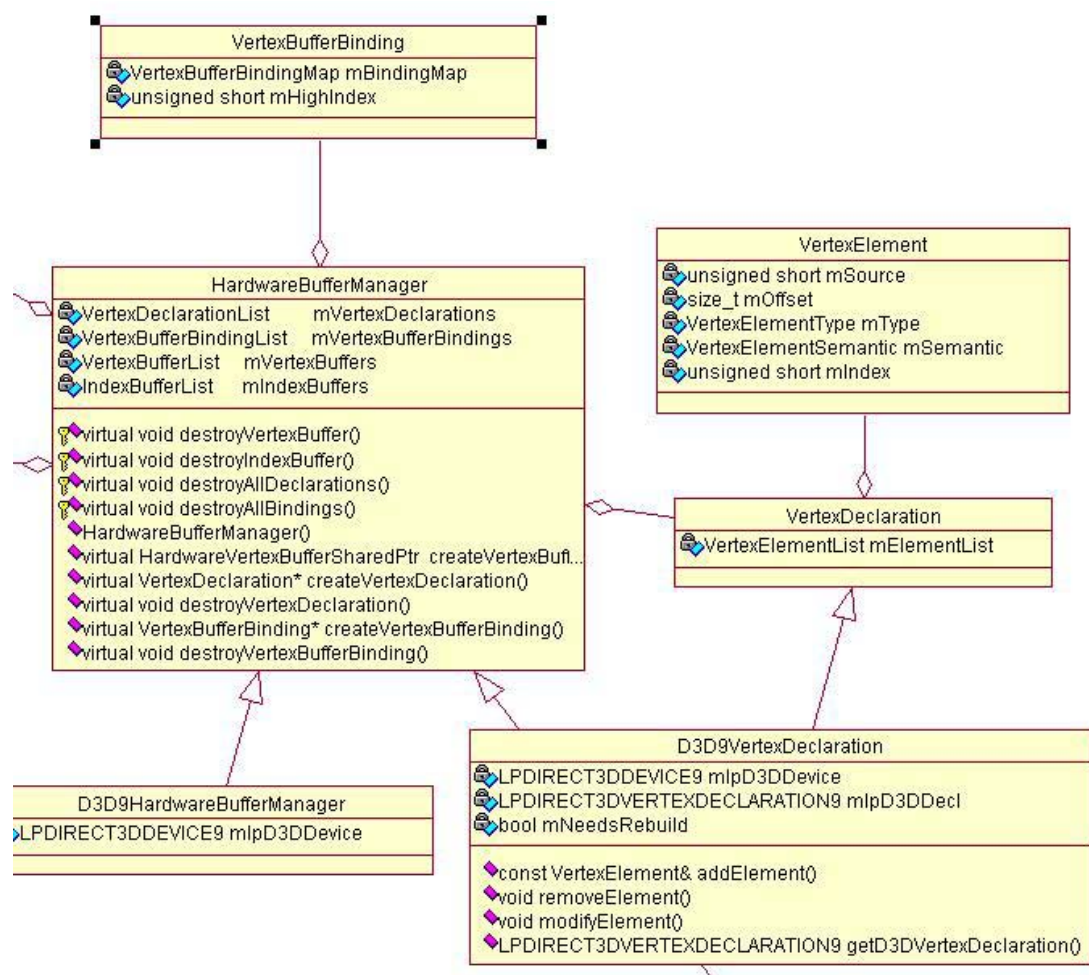 VertexBufferBinding
VertexBufferBindingMap mBindingMap
unsigned short mHighIndex
HardwareBufferManager
VertexDeclarationList mVertexDeclarations
VertexBufferBindingList mVertexBufferBindings
VertexBufferList mVertexBuffers
IndexBufferList mIndexBuffers
virtual void destroyVertexBuffer()
virtual void destroyIndexBuffer()
virtual void destroyAllDeclarations()
virtual void destroyAllBindings()
HardwareBufferManager()
virtual HardwareVertexBufferSharedPtr createVertexBuf...
virtual VertexDeclaration* createVertexDeclaration()
virtual void destroyVertexDeclaration()
virtual VertexBufferBinding* createVertexBufferBinding()
virtual void destroyVertexBufferBinding()
VertexElement
unsigned short mSource
size_t mOffset
VertexElementType mType
VertexElementSemantic mSemantic
unsigned short mIndex
VertexDeclaration
VertexElementList mElementList
D3D9HardwareBufferManager
LPDIRECT3DDEVICE9 mlpD3DDevice
D3D9VertexDeclaration
LPDIRECT3DDEVICE9 mlpD3DDevice
LPDIRECT3DVERTEXDECLARATION9 mlpD3DDecl
bool mNeedsRebuild
const VertexElement& addElement()
void removeElement()
void modifyElement()
LPDIRECT3DVERTEXDECLARATION9 getD3DVertexDeclaration()